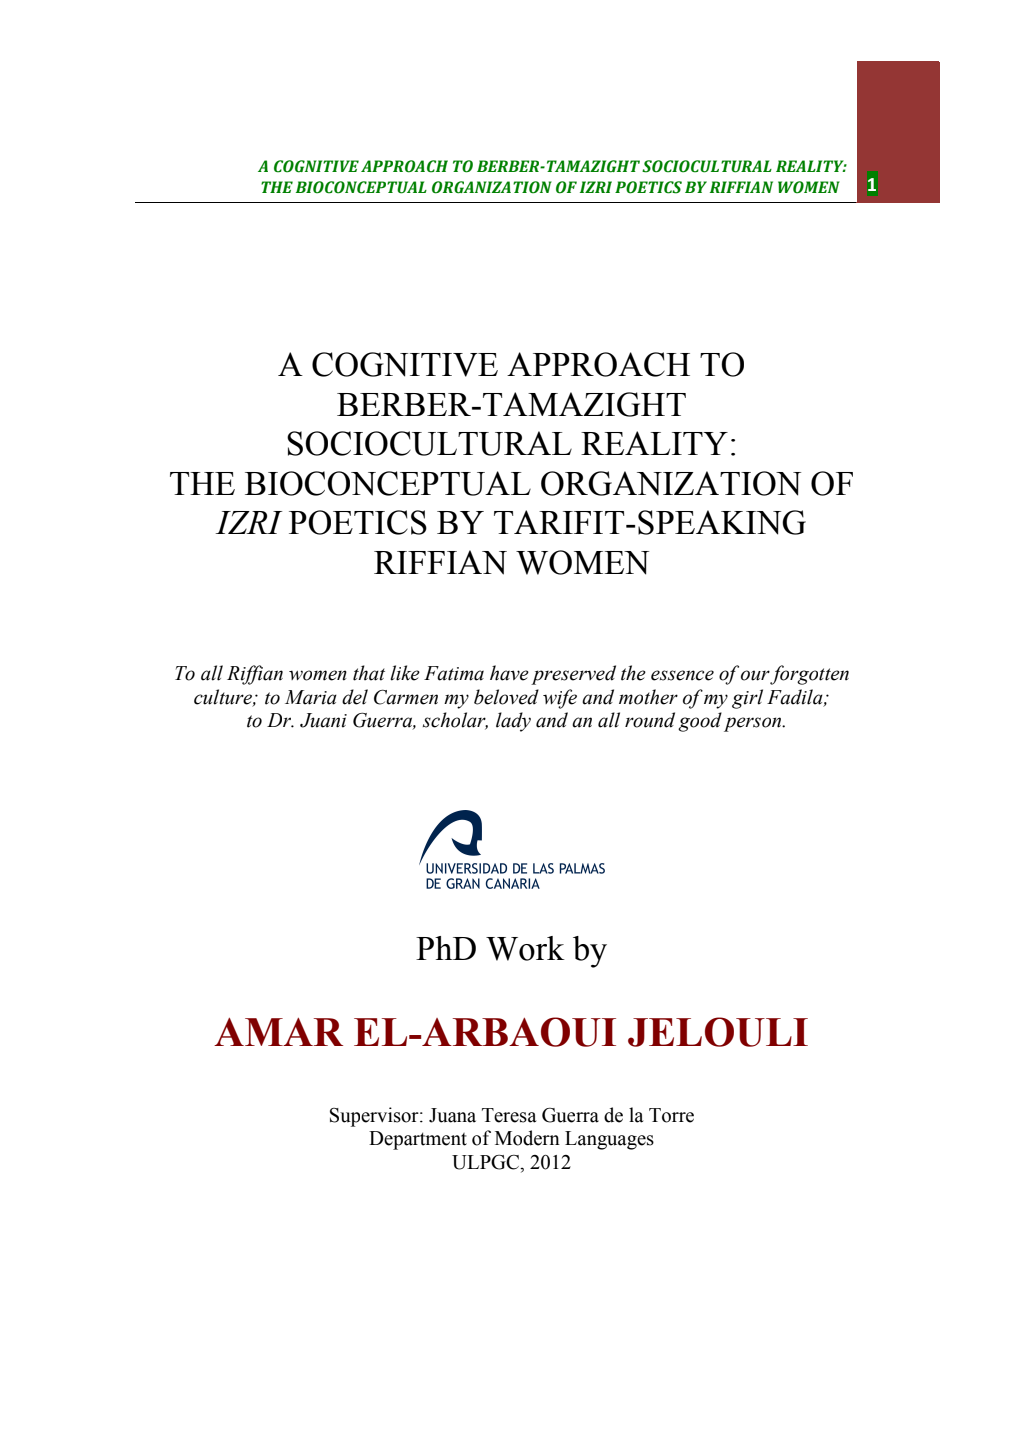 A COGNITIVE APPROACH TO BERBER-TAMAZIGHT SOCIOCULTURAL REALITY:
THE BIOCONCEPTUAL ORGANIZATION OF IZRI POETICS BY RIFFIAN WOMEN 1
A COGNITIVE APPROACH TO
BERBER-TAMAZIGHT
SOCIOCULTURAL REALITY:
THE BIOCONCEPTUAL ORGANIZATION OF
IZRI POETICS BY TARIFIT-SPEAKING
RIFFIAN WOMEN
To all Riffian women that like Fatima have preserved the essence of our forgotten
culture; to Maria del Carmen my beloved wife and mother of my girl Fadila;
to Dr. Juani Guerra, scholar, lady and an all round good person.
UNIVERSIDAD DE LAS PALMAS
DE GRAN CANARIA
PhD Work by
AMAR EL-ARBAOUI JELOULI
Supervisor: Juana Teresa Guerra de la Torre
Department of Modern Languages
ULPGC, 2012